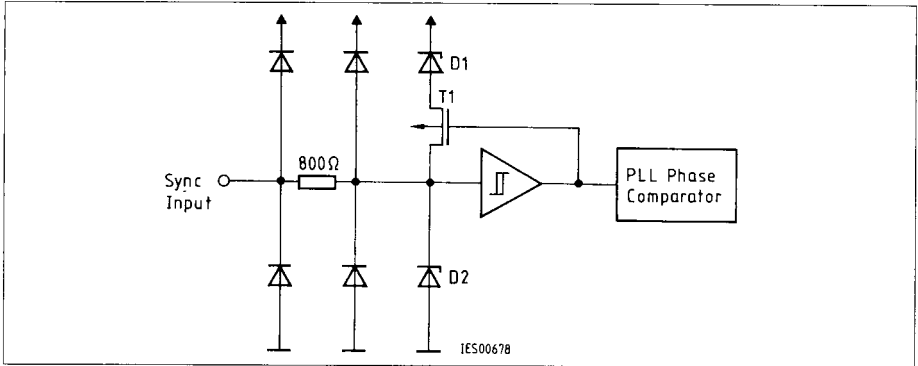 D1
T1
800Ω
Sync
Input
PLL Phase
Comparator
D2
IES00678